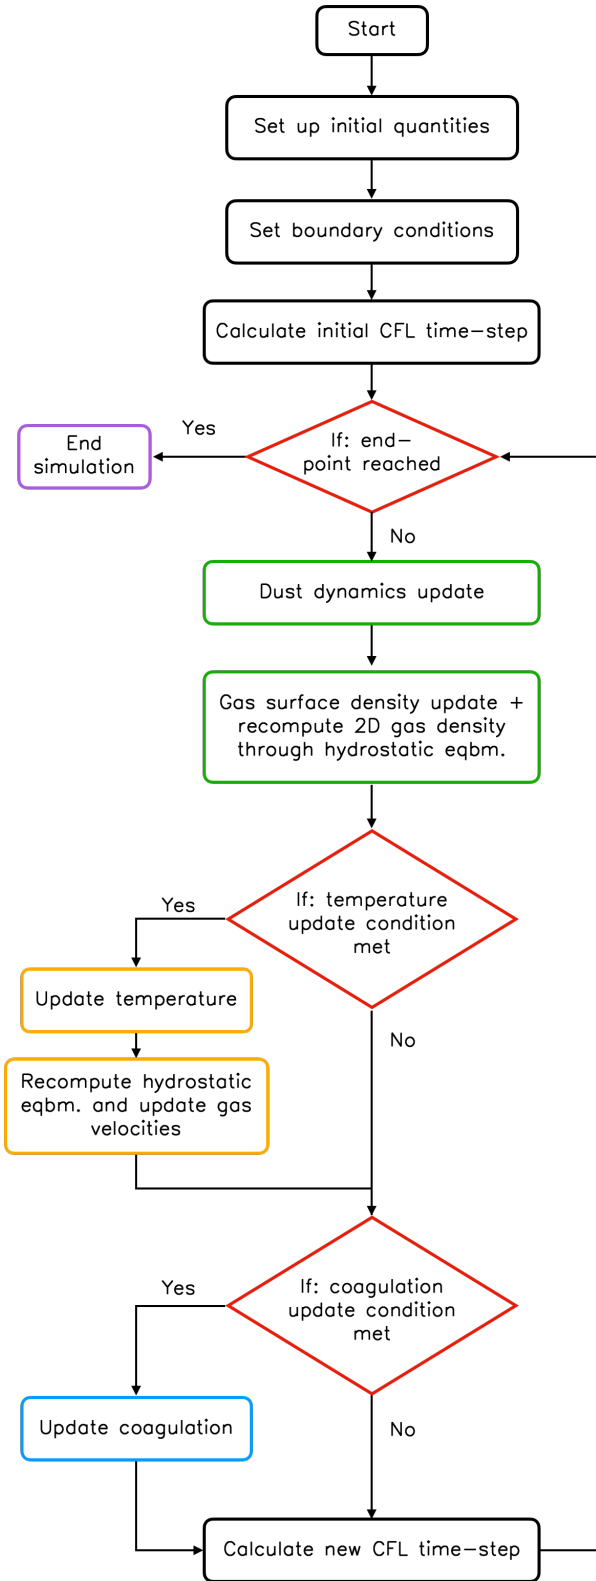 Start
Set up initial quantities
Set boundary conditions
Calculate initial CFL time-step
If: end-
point reached
Yes
End
simulation
No
Dust dynamics update
Gas surface density update +
recompute 2D gas density
through hydrostatic eqbm.
If: temperature
update condition
met
Yes
Update temperature
Recompute hydrostatic
eqbm. and update gas
velocities
No
If: coagulation
update condition
met
Yes
Update coagulation
No
Calculate new CFL time-step